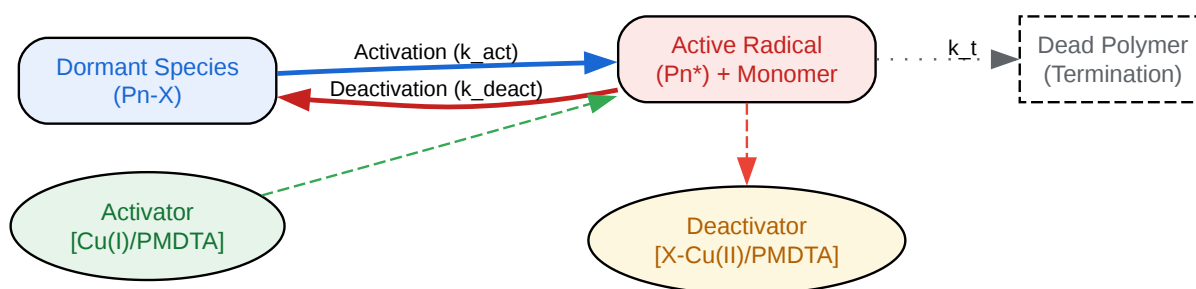 Dormant Species
(Pn-X)
Activation (k_act)
Deactivation (k_deact)
Active Radical
(Pn*) + Monomer
k_t
Dead Polymer
(Termination)
Activator
[Cu(I)/PMDTA]
Deactivator
[X-Cu(II)/PMDTA]